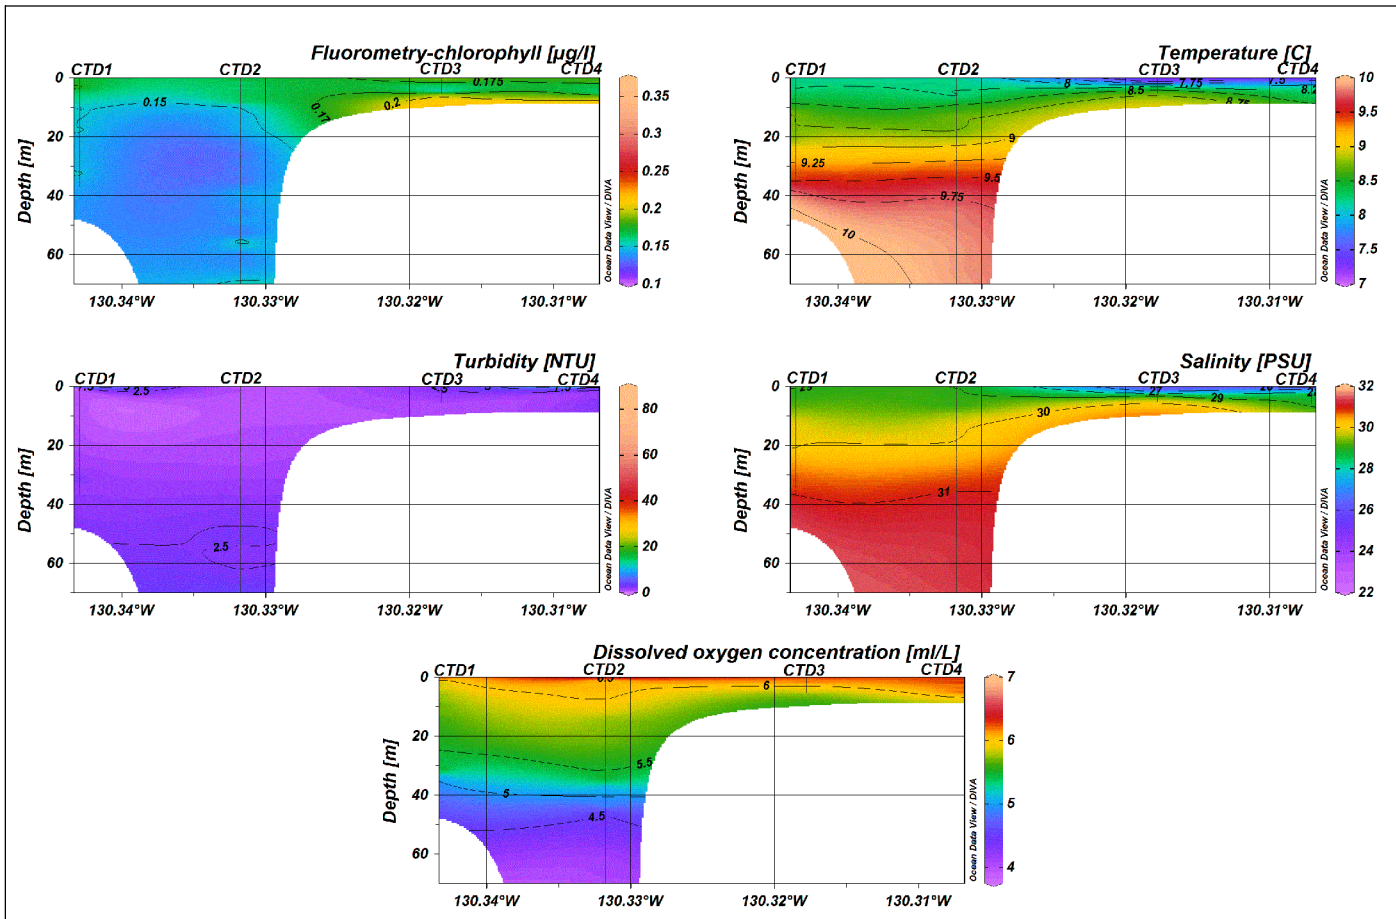 Fluorometry-chlorophyll [µg/l]
CTD1 CTD2 CTD3 CTD4
0 20 40 60
Depth [m]
0.15 0.17 0.2 0.175
0.35 0.3 0.25 0.2 0.15 0.1
Ocean Data View / DIVA
130.34°W 130.33°W 130.32°W 130.31°W
Temperature [C]
CTD1 CTD2 CTD3 CTD4
0 20 40 60
Depth [m]
8 7.75 7.5 8.5 8.2 8.75 9 9.25 9.5 9.75 10
10 9.5 9 8.5 8 7.5 7
Ocean Data View / DIVA
130.34°W 130.33°W 130.32°W 130.31°W
Turbidity [NTU]
CTD1 CTD2 CTD3 CTD4
0 20 40 60
Depth [m]
2.5 2.5
80 60 40 20 0
Ocean Data View / DIVA
130.34°W 130.33°W 130.32°W 130.31°W
Salinity [PSU]
CTD1 CTD2 CTD3 CTD4
0 20 40 60
Depth [m]
27 29 30 31
32 30 28 26 24 22
Ocean Data View / DIVA
130.34°W 130.33°W 130.32°W 130.31°W
Dissolved oxygen concentration [ml/L]
CTD1 CTD2 CTD3 CTD4
0 20 40 60
Depth [m]
6 5.5 5 4.5
7 6 5 4
Ocean Data View / DIVA
130.34°W 130.33°W 130.32°W 130.31°W